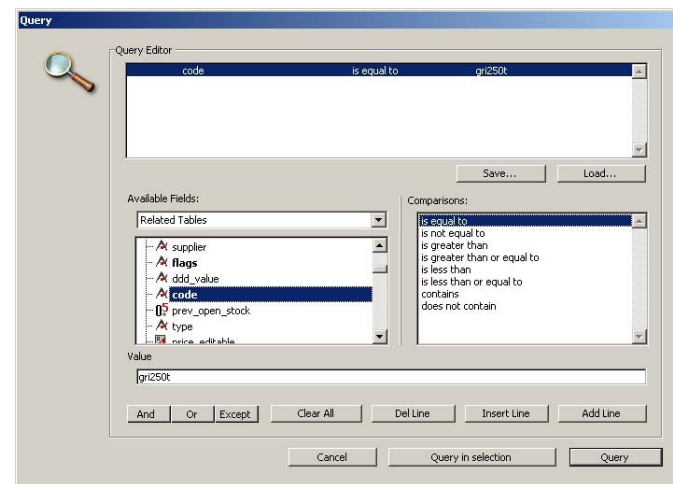 Query
Query Editor
code is equal to gri250t
Save... Load...
Available Fields:
Related Tables
supplier
flags
ddd_value
code
prev_open_stock
type
price_editable
Comparisons:
is equal to
is not equal to
is greater than
is greater than or equal to
is less than
is less than or equal to
contains
does not contain
Value
gri250t
And Or Except Clear All Del Line Insert Line Add Line
Cancel Query in selection Query